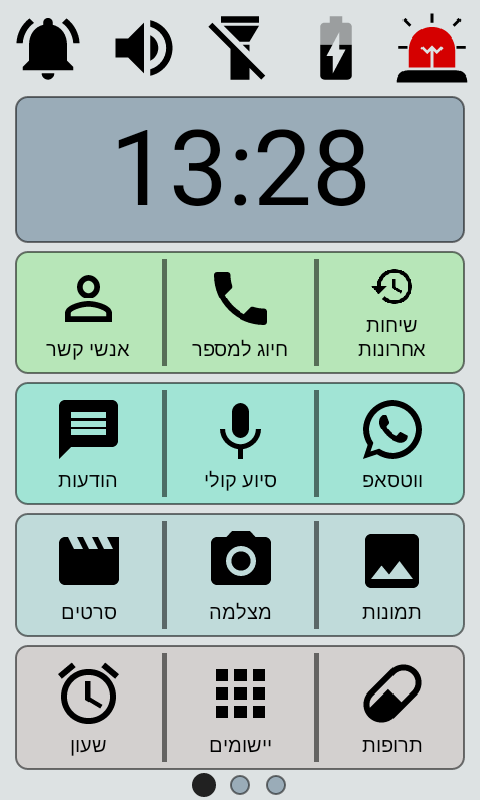 13:28
שיחות
אחרונות
חיוג למספר
אנשי קשר
ווטסאפ
סיוע קולי
הודעות
תמונות
מצלמה
סרטים
תרופות
יישומים
שעון